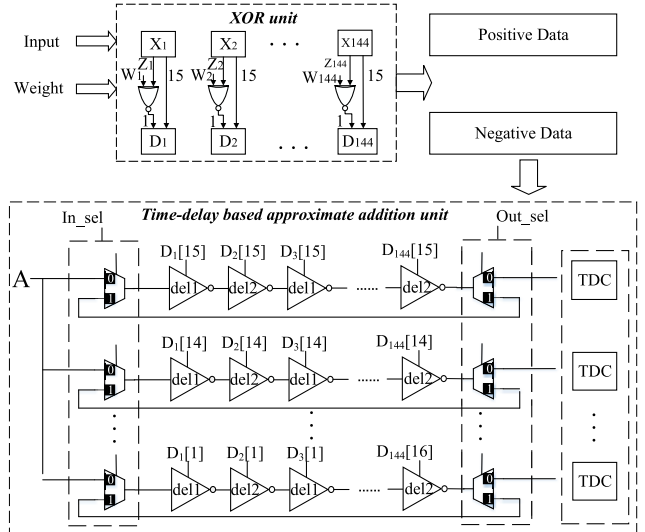 XOR unit
Input
X1 X2 . . . X144
Positive Data
Z1 Z2 Z144
W1 15 W2 15 W144 15
Weight
1 1 1
D1 D2 . . . D144
Negative Data
In_sel Time-delay based approximate addition unit Out_sel
D1[15] D2[15] D3[15] D144[15]
A 0 0 TDC
del1 del2 del1 ...... del2
1 1
D1[14] D2[14] D3[14] D144[14]
0 0 TDC
del1 del2 del1 ...... del2
1 1
D1[1] D2[1] D3[1] D144[16]
0 0 TDC
del1 del2 del1 ...... del2
1 1